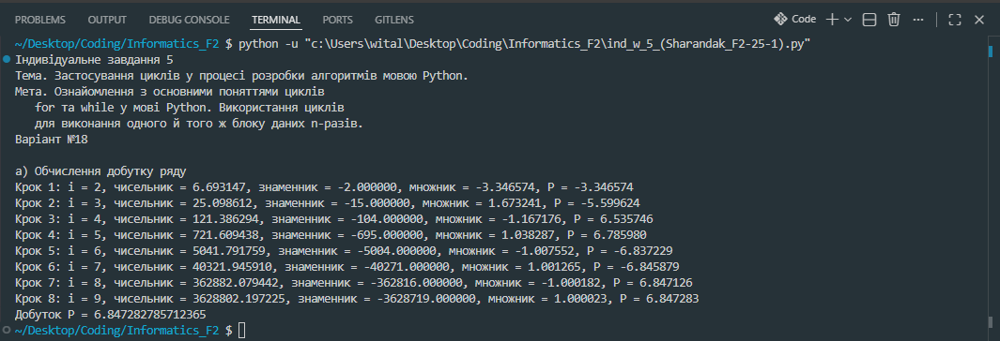 PROBLEMS OUTPUT DEBUG CONSOLE TERMINAL PORTS GITLENS Code
~/Desktop/Coding/Informatics_F2 $ python -u "c:\Users\wital\Desktop\Coding\Informatics_F2\ind_w_5_(Sharandak_F2-25-1).py"
Індивідуальне завдання 5
Тема. Застосування циклів у процесі розробки алгоритмів мовою Python.
Мета. Ознайомлення з основними поняттями циклів
for та while у мові Python. Використання циклів
для виконання одного й того ж блоку даних n-разів.
Варіант №18
а) Обчислення добутку ряду
Крок 1: i = 2, чисельник = 6.693147, знаменник = -2.000000, множник = -3.346574, P = -3.346574
Крок 2: i = 3, чисельник = 25.098612, знаменник = -15.000000, множник = 1.673241, P = -5.599624
Крок 3: i = 4, чисельник = 121.386294, знаменник = -104.000000, множник = -1.167176, P = 6.535746
Крок 4: i = 5, чисельник = 721.609438, знаменник = -695.000000, множник = 1.038287, P = 6.785980
Крок 5: i = 6, чисельник = 5041.791759, знаменник = -5004.000000, множник = -1.007552, P = -6.837229
Крок 6: i = 7, чисельник = 40321.945910, знаменник = -40271.000000, множник = 1.001265, P = -6.845879
Крок 7: i = 8, чисельник = 362882.079442, знаменник = -362816.000000, множник = -1.000182, P = 6.847126
Крок 8: i = 9, чисельник = 3628802.197225, знаменник = -3628719.000000, множник = 1.000023, P = 6.847283
Добуток P = 6.847282785712365
~/Desktop/Coding/Informatics_F2 $